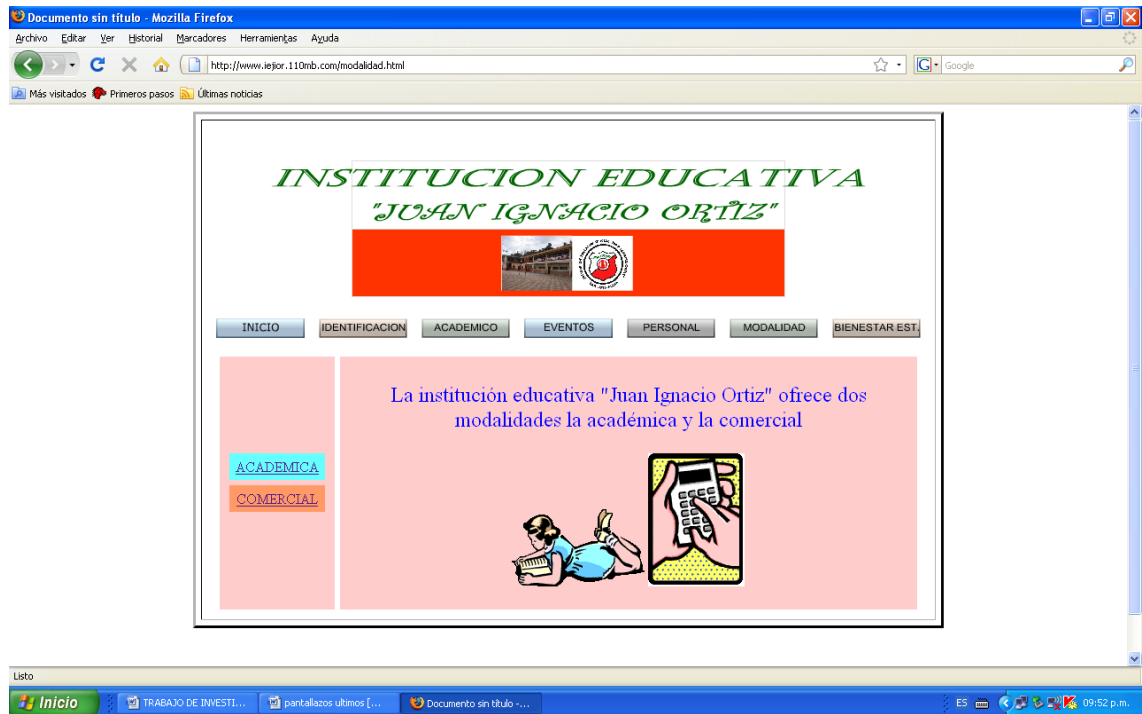 Documento sin título - Mozilla Firefox
Archivo Editar Ver Historial Marcadores Herramientas Ayuda
http://www.iejior.110mb.com/modalidad.html
G Google
Más visitados Primeros pasos Últimas noticias
INSTITUCION EDUCATIVA
"JUAN IGNACIO ORTIZ"
INICIO IDENTIFICACION ACADEMICO EVENTOS PERSONAL MODALIDAD BIENESTAR EST.
La institución educativa "Juan Ignacio Ortiz" ofrece dos
modalidades la académica y la comercial
ACADEMICA
COMERCIAL
Listo
Inicio TRABAJO DE INVESTI... pantallazos ultimos [... Documento sin título -... ES 09:52 p.m.